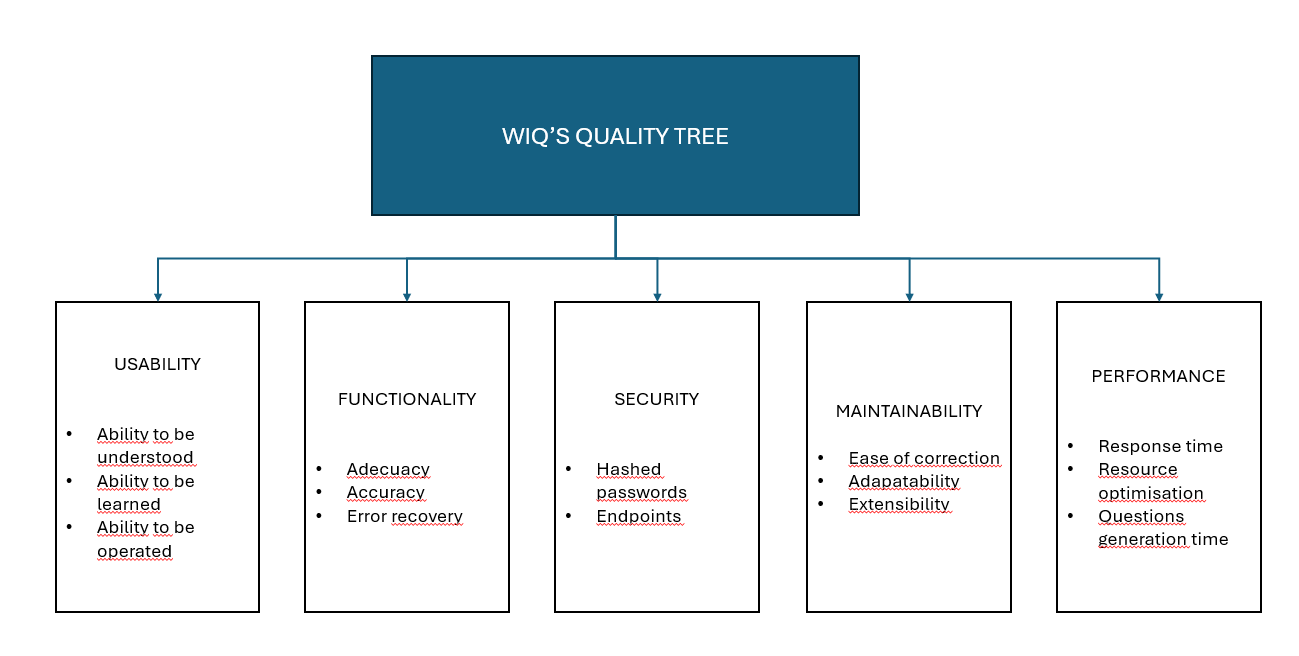 WIQ'S QUALITY TREE
USABILITY
• Ability to be
understood
• Ability to be
learned
• Ability to be
operated
FUNCTIONALITY
• Adecuacy
• Accuracy
• Error recovery
SECURITY
• Hashed
passwords
• Endpoints
MAINTAINABILITY
• Ease of correction
• Adapatability
• Extensibility
PERFORMANCE
• Response time
• Resource
optimisation
• Questions
generation time